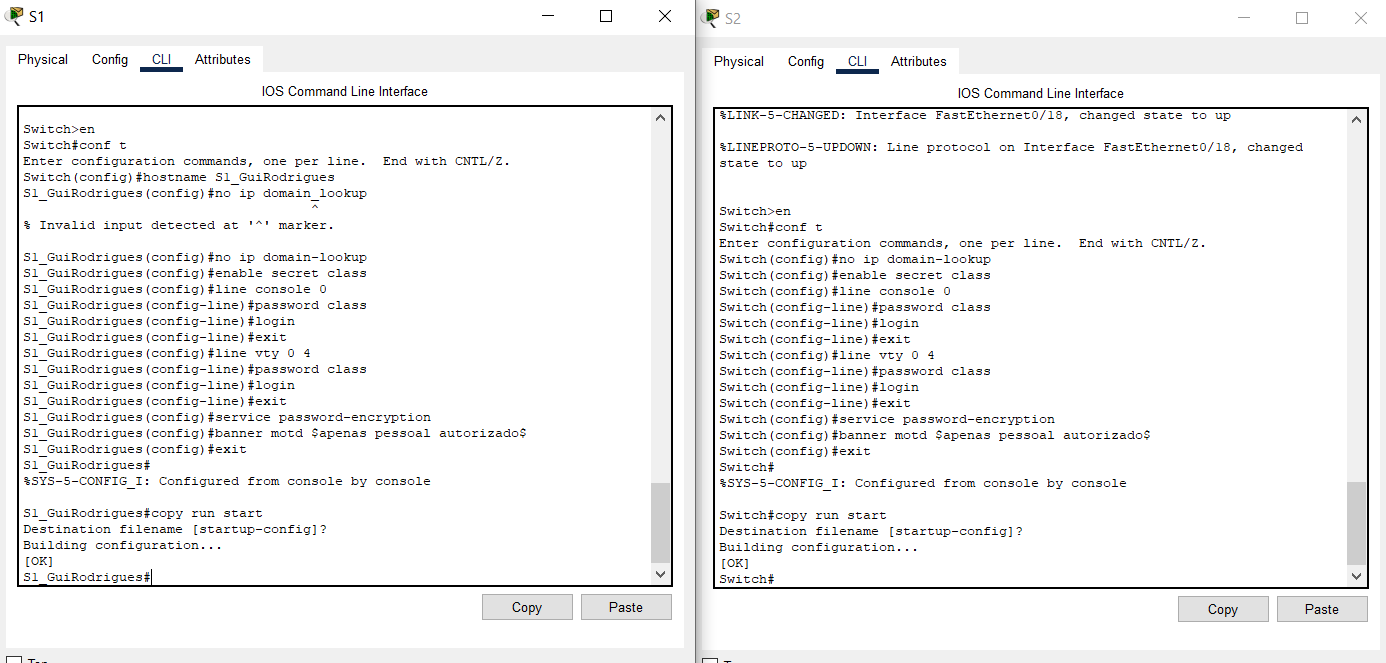 S1
Physical Config CLI Attributes
IOS Command Line Interface
Switch>en
Switch#conf t
Enter configuration commands, one per line.  End with CNTL/Z.
Switch(config)#hostname S1_GuiRodrigues
S1_GuiRodrigues(config)#no ip domain_lookup
^
% Invalid input detected at '^' marker.
S1_GuiRodrigues(config)#no ip domain-lookup
S1_GuiRodrigues(config)#enable secret class
S1_GuiRodrigues(config)#line console 0
S1_GuiRodrigues(config-line)#password class
S1_GuiRodrigues(config-line)#login
S1_GuiRodrigues(config-line)#exit
S1_GuiRodrigues(config)#line vty 0 4
S1_GuiRodrigues(config-line)#password class
S1_GuiRodrigues(config-line)#login
S1_GuiRodrigues(config-line)#exit
S1_GuiRodrigues(config)#service password-encryption
S1_GuiRodrigues(config)#banner motd $apenas pessoal autorizado$
S1_GuiRodrigues(config)#exit
S1_GuiRodrigues#
%SYS-5-CONFIG_I: Configured from console by console
S1_GuiRodrigues#copy run start
Destination filename [startup-config]?
Building configuration...
[OK]
S1_GuiRodrigues#
Copy Paste
S2
Physical Config CLI Attributes
IOS Command Line Interface
%LINK-5-CHANGED: Interface FastEthernet0/18, changed state to up
%LINEPROTO-5-UPDOWN: Line protocol on Interface FastEthernet0/18, changed
state to up
Switch>en
Switch#conf t
Enter configuration commands, one per line.  End with CNTL/Z.
Switch(config)#no ip domain-lookup
Switch(config)#enable secret class
Switch(config)#line console 0
Switch(config-line)#password class
Switch(config-line)#login
Switch(config-line)#exit
Switch(config)#line vty 0 4
Switch(config-line)#password class
Switch(config-line)#login
Switch(config-line)#exit
Switch(config)#service password-encryption
Switch(config)#banner motd $apenas pessoal autorizado$
Switch(config)#exit
Switch#
%SYS-5-CONFIG_I: Configured from console by console
Switch#copy run start
Destination filename [startup-config]?
Building configuration...
[OK]
Switch#
Copy Paste